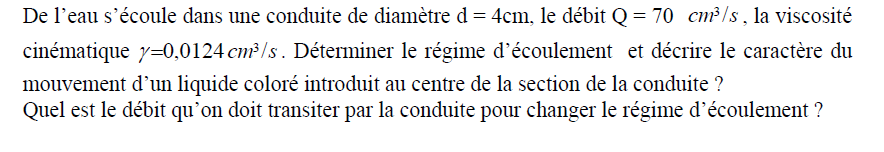 De l'eau s'écoule dans une conduite de diamètre d = 4cm, le débit Q = 70 cm³/s, la viscosité
cinématique γ=0,0124 cm³/s. Déterminer le régime d'écoulement et décrire le caractère du
mouvement d'un liquide coloré introduit au centre de la section de la conduite ?
Quel est le débit qu'on doit transiter par la conduite pour changer le régime d'écoulement ?